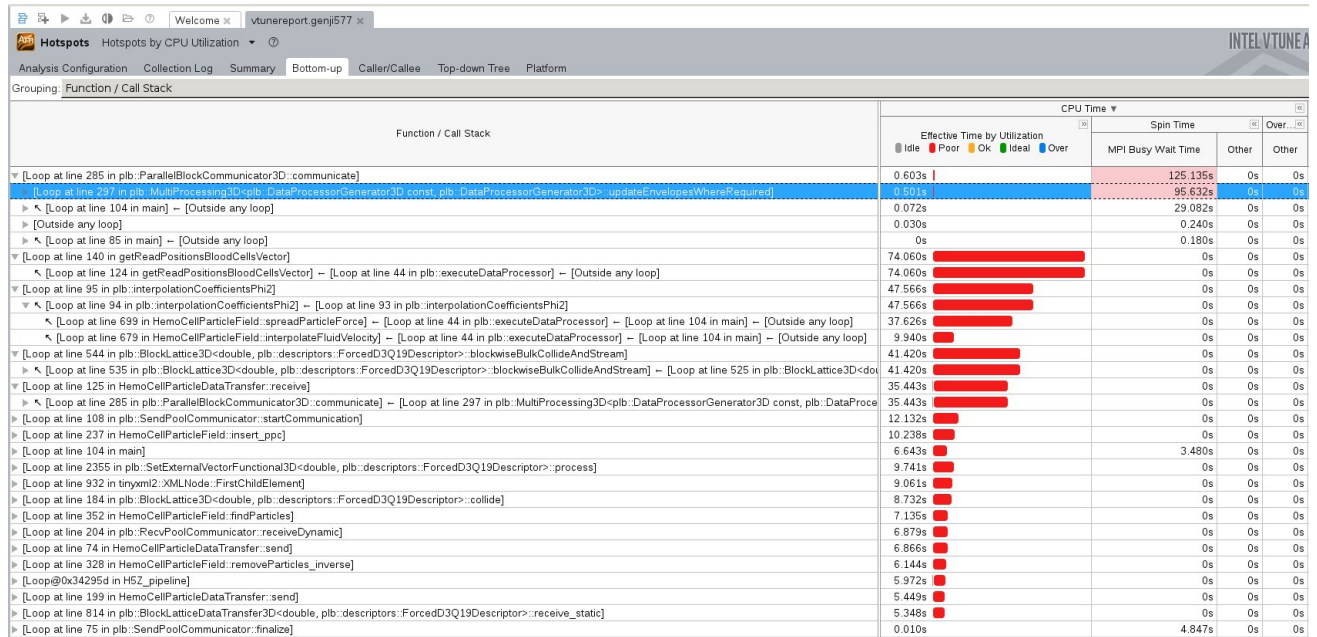 Welcome × vtunereport.genji577 ×
Hotspots Hotspots by CPU Utilization INTEL VTUNE A
Analysis Configuration Collection Log Summary Bottom-up Caller/Callee Top-down Tree Platform
Grouping: Function / Call Stack
CPU Time ▼
Function / Call Stack
Effective Time by Utilization
Idle Poor Ok Ideal Over
Spin Time Over...
MPI Busy Wait Time Other Other
[Loop at line 285 in plb::ParallelBlockCommunicator3D::communicate] 0.603s 125.135s 0s 0s
[Loop at line 297 in plb::MultiProcessing3D<plb::DataProcessorGenerator3D const, plb::DataProcessorGenerator3D>::updateEnvelopesWhereRequired] 0.501s 95.632s 0s 0s
↖ [Loop at line 104 in main] ← [Outside any loop] 0.072s 29.082s 0s 0s
[Outside any loop] 0.030s 0.240s 0s 0s
↖ [Loop at line 85 in main] ← [Outside any loop] 0s 0.180s 0s 0s
[Loop at line 140 in getReadPositionsBloodCellsVector] 74.060s 0s 0s 0s
↖ [Loop at line 124 in getReadPositionsBloodCellsVector] ← [Loop at line 44 in plb::executeDataProcessor] ← [Outside any loop] 74.060s 0s 0s 0s
[Loop at line 95 in plb::interpolationCoefficientsPhi2] 47.566s 0s 0s 0s
↖ [Loop at line 94 in plb::interpolationCoefficientsPhi2] ← [Loop at line 93 in plb::interpolationCoefficientsPhi2] 47.566s 0s 0s 0s
↖ [Loop at line 699 in HemoCellParticleField::spreadParticleForce] ← [Loop at line 44 in plb::executeDataProcessor] ← [Loop at line 104 in main] ← [Outside any loop] 37.626s 0s 0s 0s
↖ [Loop at line 679 in HemoCellParticleField::interpolateFluidVelocity] ← [Loop at line 44 in plb::executeDataProcessor] ← [Loop at line 104 in main] ← [Outside any loop] 9.940s 0s 0s 0s
[Loop at line 544 in plb::BlockLattice3D<double, plb::descriptors::ForcedD3Q19Descriptor>::blockwiseBulkCollideAndStream] 41.420s 0s 0s 0s
↖ [Loop at line 535 in plb::BlockLattice3D<double, plb::descriptors::ForcedD3Q19Descriptor>::blockwiseBulkCollideAndStream] ← [Loop at line 525 in plb::BlockLattice3D<dou 41.420s 0s 0s 0s
[Loop at line 125 in HemoCellParticleDataTransfer::receive] 35.443s 0s 0s 0s
↖ [Loop at line 285 in plb::ParallelBlockCommunicator3D::communicate] ← [Loop at line 297 in plb::MultiProcessing3D<plb::DataProcessorGenerator3D const, plb::DataProce 35.443s 0s 0s 0s
[Loop at line 108 in plb::SendPoolCommunicator::startCommunication] 12.132s 0s 0s 0s
[Loop at line 237 in HemoCellParticleField::insert_ppc] 10.238s 0s 0s 0s
[Loop at line 104 in main] 6.643s 3.480s 0s 0s
[Loop at line 2355 in plb::SetExternalVectorFunctional3D<double, plb::descriptors::ForcedD3Q19Descriptor>::process] 9.741s 0s 0s 0s
[Loop at line 932 in tinyxml2::XMLNode::FirstChildElement] 9.061s 0s 0s 0s
[Loop at line 184 in plb::BlockLattice3D<double, plb::descriptors::ForcedD3Q19Descriptor>::collide] 8.732s 0s 0s 0s
[Loop at line 352 in HemoCellParticleField::findParticles] 7.135s 0s 0s 0s
[Loop at line 204 in plb::RecvPoolCommunicator::receiveDynamic] 6.879s 0s 0s 0s
[Loop at line 74 in HemoCellParticleDataTransfer::send] 6.866s 0s 0s 0s
[Loop at line 328 in HemoCellParticleField::removeParticles_inverse] 6.144s 0s 0s 0s
[Loop@0x34295d in H5Z_pipeline] 5.972s 0s 0s 0s
[Loop at line 199 in HemoCellParticleDataTransfer::send] 5.449s 0s 0s 0s
[Loop at line 814 in plb::BlockLatticeDataTransfer3D<double, plb::descriptors::ForcedD3Q19Descriptor>::receive_static] 5.348s 0s 0s 0s
[Loop at line 75 in plb::SendPoolCommunicator::finalize] 0.010s 4.847s 0s 0s